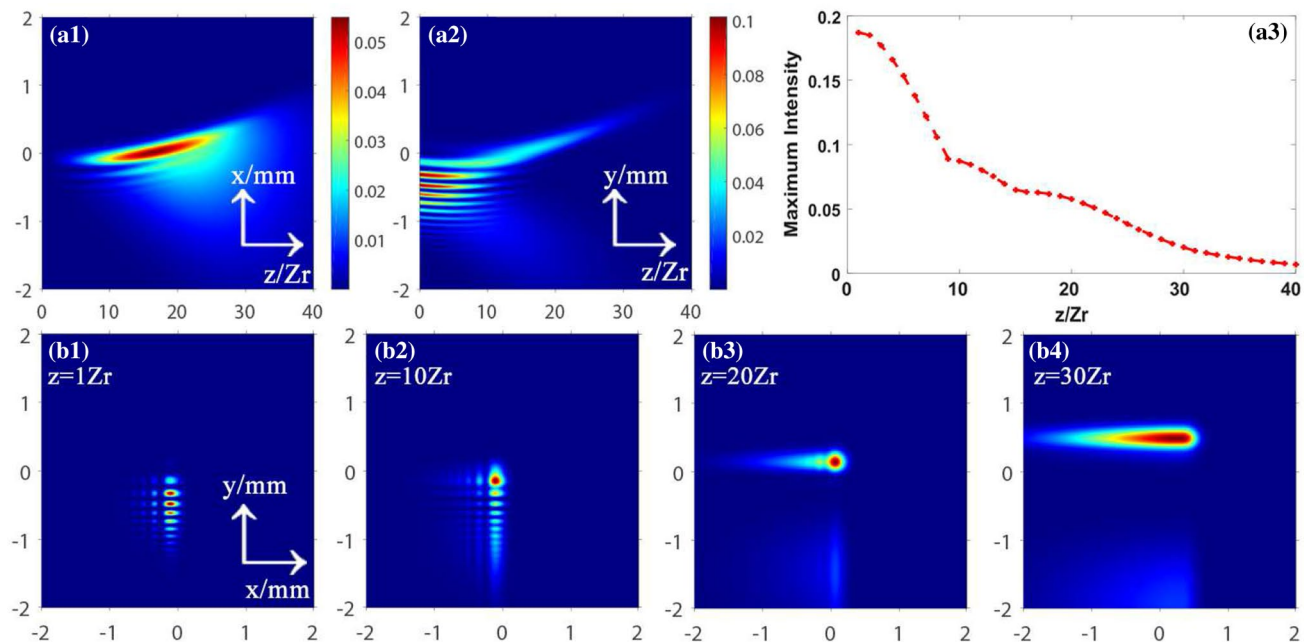 (a1)
2
1
0
-1
-2
0 10 20 30 40
x/mm
z/Zr
0.05
0.04
0.03
0.02
0.01
(a2)
2
1
0
-1
-2
0 10 20 30 40
y/mm
z/Zr
0.1
0.08
0.06
0.04
0.02
(a3)
0.2
0.15
0.10
0.05
0
Maximum Intensity
0 10 20 30 40
z/Zr
(b1)
z=1Zr
2
1
0
-1
-2
y/mm
x/mm
-1 0 1 2
(b2)
z=10Zr
2
1
0
-1
-2
-1 0 1 2
(b3)
z=20Zr
2
1
0
-1
-2
-1 0 1 2
(b4)
z=30Zr
2
1
0
-1
-2
-2 -1 0 1 2